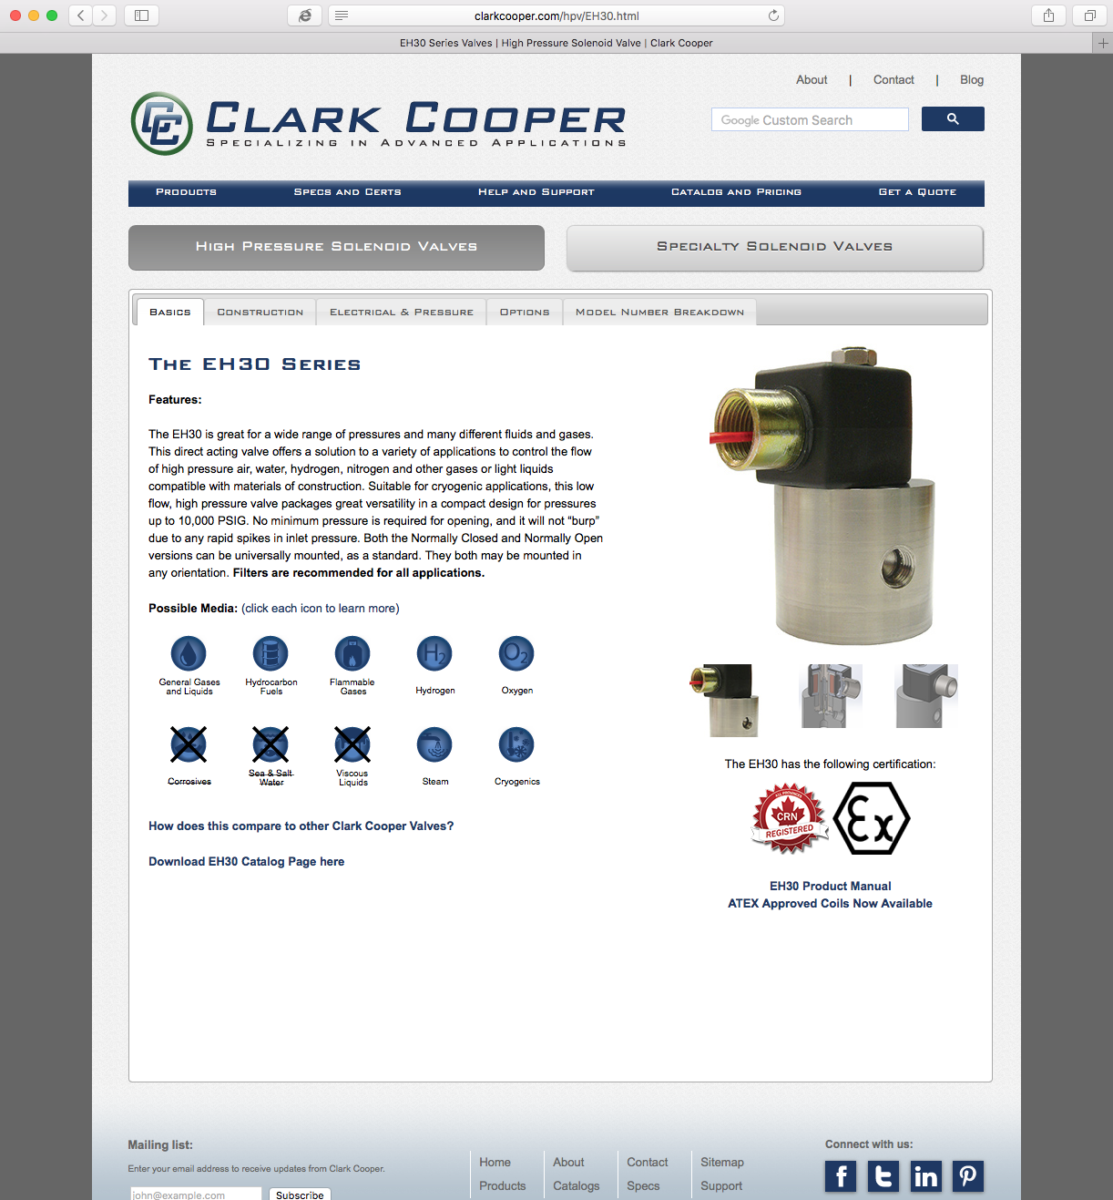 clarkcooper.com/hpv/EH30.html
EH30 Series Valves | High Pressure Solenoid Valve | Clark Cooper
About | Contact | Blog
CC
Clark Cooper
Specializing in Advanced Applications
Google Custom Search
Products Specs and Certs Help and Support Catalog and Pricing Get a Quote
High Pressure Solenoid Valves Specialty Solenoid Valves
Basics Construction Electrical & Pressure Options Model Number Breakdown
The EH30 Series
Features:
The EH30 is great for a wide range of pressures and many different fluids and gases.
This direct acting valve offers a solution to a variety of applications to control the flow
of high pressure air, water, hydrogen, nitrogen and other gases or light liquids
compatible with materials of construction. Suitable for cryogenic applications, this low
flow, high pressure valve packages great versatility in a compact design for pressures
up to 10,000 PSIG. No minimum pressure is required for opening, and it will not "burp"
due to any rapid spikes in inlet pressure. Both the Normally Closed and Normally Open
versions can be universally mounted, as a standard. They both may be mounted in
any orientation. Filters are recommended for all applications.
Possible Media: (click each icon to learn more)
H2 O2
General Gases Hydrocarbon Flammable
and Liquids Fuels Gases Hydrogen Oxygen
Sea & Salt Viscous
Corrosives Water Liquids Steam Cryogenics
How does this compare to other Clark Cooper Valves?
Download EH30 Catalog Page here
The EH30 has the following certification:
CRN
REGISTERED
Ex
EH30 Product Manual
ATEX Approved Coils Now Available
Mailing list:
Enter your email address to receive updates from Clark Cooper.
john@example.com Subscribe
Home About Contact Sitemap
Products Catalogs Specs Support
Connect with us:
f t in P